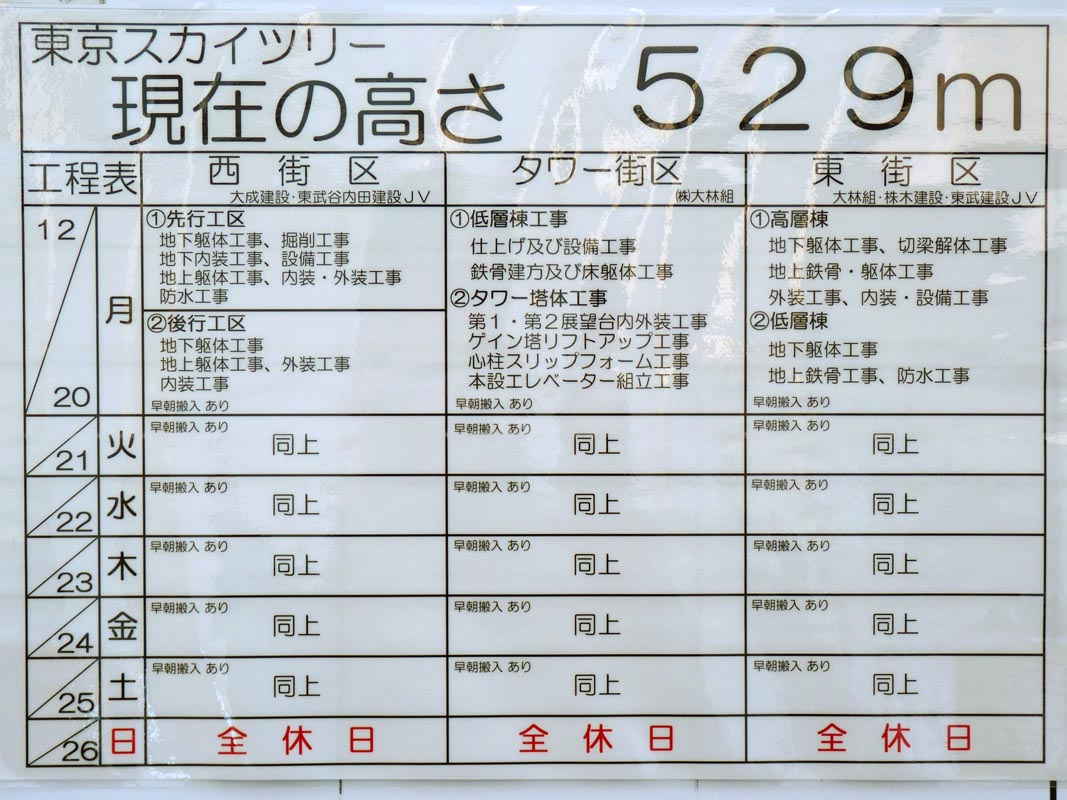 東京スカイツリー
現在の高さ ５２９ｍ
工程表 西街区 タワー街区 東街区
大成建設・東武谷内田建設ＪＶ ㈱大林組 大林組・株木建設・東武建設ＪＶ
12
20
月
①先行工区
地下躯体工事、掘削工事
地下内装工事、設備工事
地上躯体工事、内装・外装工事
防水工事
②後行工区
地下躯体工事
地上躯体工事、外装工事
内装工事
早朝搬入 あり
①低層棟工事
仕上げ及び設備工事
鉄骨建方及び床躯体工事
②タワー塔体工事
第１・第２展望台内外装工事
ゲイン塔リフトアップ工事
心柱スリップフォーム工事
本設エレベーター組立工事
早朝搬入 あり
①高層棟
地下躯体工事、切梁解体工事
地上鉄骨・躯体工事
外装工事、内装・設備工事
②低層棟
地下躯体工事
地上鉄骨工事、防水工事
早朝搬入 あり
早朝搬入 あり 早朝搬入 あり 早朝搬入 あり
21 火 同上 同上 同上
早朝搬入 あり 早朝搬入 あり 早朝搬入 あり
22 水 同上 同上 同上
早朝搬入 あり 早朝搬入 あり 早朝搬入 あり
23 木 同上 同上 同上
早朝搬入 あり 早朝搬入 あり 早朝搬入 あり
24 金 同上 同上 同上
早朝搬入 あり 早朝搬入 あり 早朝搬入 あり
25 土 同上 同上 同上
26 日 全休日 全休日 全休日